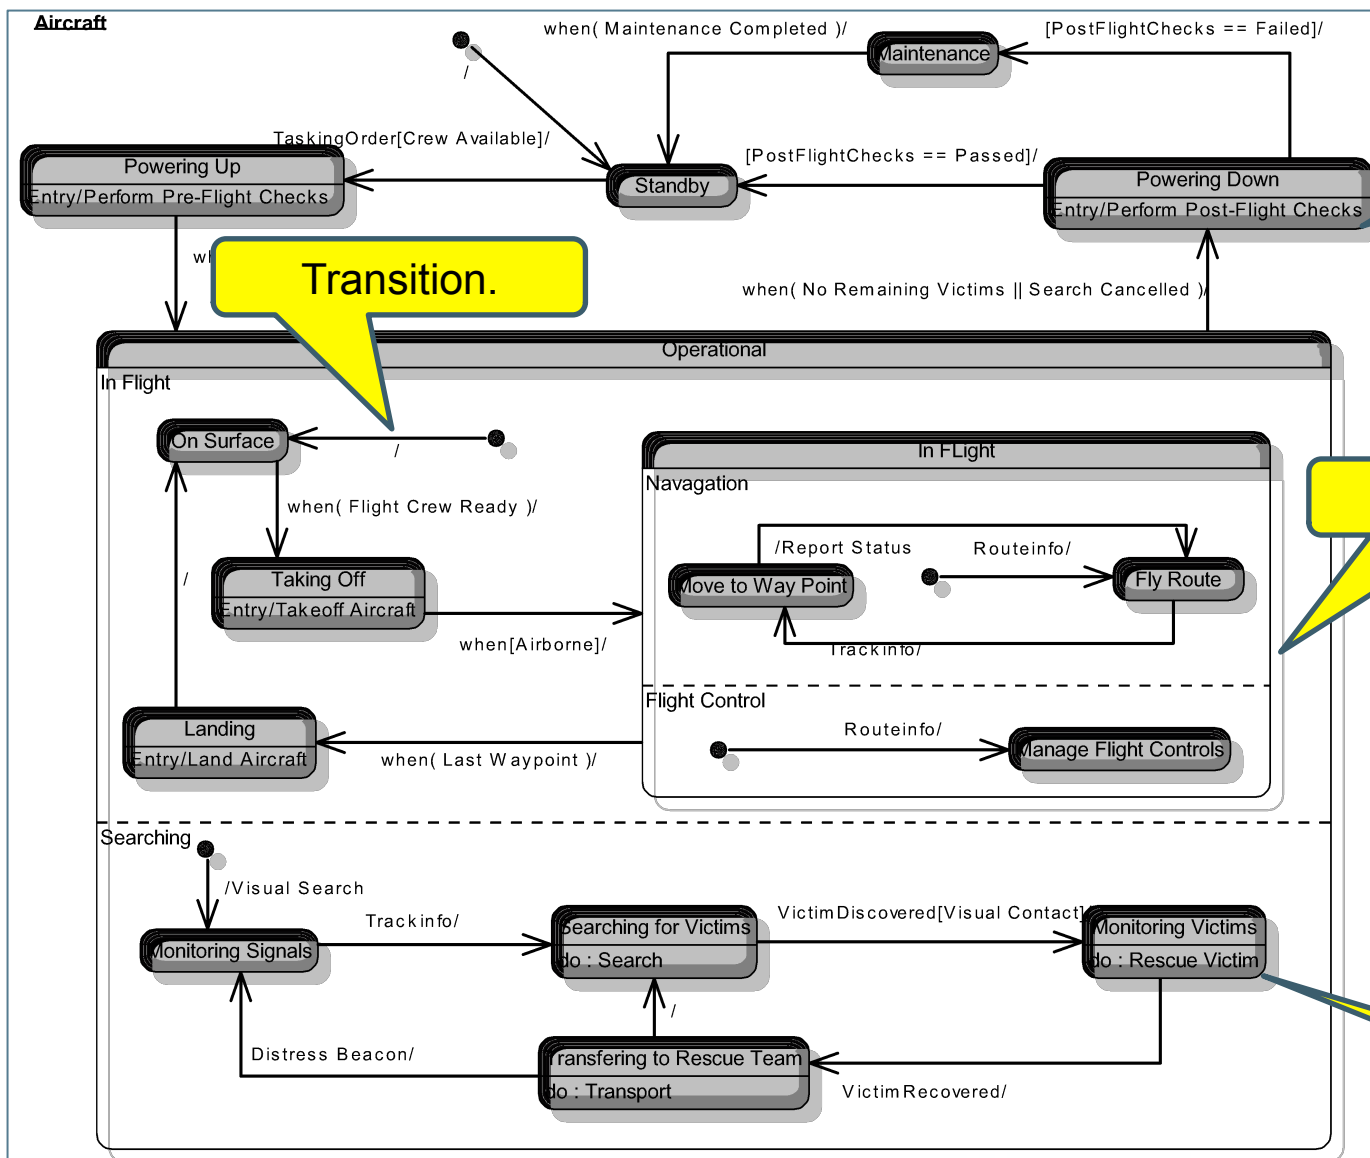 Aircraft
when( Maintenance Completed )/
[PostFlightChecks == Failed]/
Maintenance
/
TaskingOrder[Crew Available]/
[PostFlightChecks == Passed]/
Powering Up
Entry/Perform Pre-Flight Checks
Standby
Powering Down
Entry/Perform Post-Flight Checks
Transition.
when( No Remaining Victims || Search Cancelled )/
Operational
In Flight
On Surface
/
In FLight
Navagation
when( Flight Crew Ready )/
/Report Status
Routeinfo/
/
Taking Off
Entry/Takeoff Aircraft
Move to Way Point
Fly Route
when[Airborne]/
Trackinfo/
Flight Control
Landing
Entry/Land Aircraft
Routeinfo/
when( Last Waypoint )/
Manage Flight Controls
Searching
/Visual Search
Trackinfo/
VictimDiscovered[Visual Contact]
Monitoring Signals
Searching for Victims
do : Search
Monitoring Victims
do : Rescue Victim
/
Distress Beacon/
Transfering to Rescue Team
do : Transport
VictimRecovered/